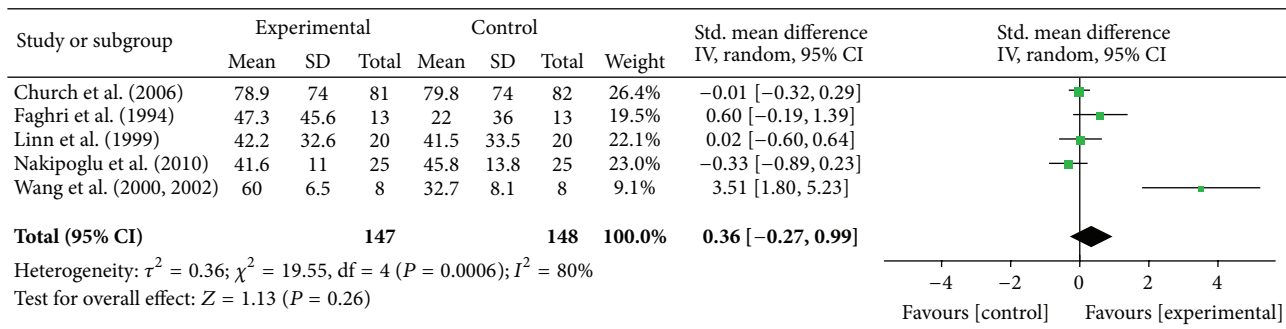 Study or subgroup Experimental Control Std. mean difference Std. mean difference
Mean SD Total Mean SD Total Weight IV, random, 95% CI IV, random, 95% CI
Church et al. (2006) 78.9 74 81 79.8 74 82 26.4% −0.01 [−0.32, 0.29]
Faghri et al. (1994) 47.3 45.6 13 22 36 13 19.5% 0.60 [−0.19, 1.39]
Linn et al. (1999) 42.2 32.6 20 41.5 33.5 20 22.1% 0.02 [−0.60, 0.64]
Nakipoglu et al. (2010) 41.6 11 25 45.8 13.8 25 23.0% −0.33 [−0.89, 0.23]
Wang et al. (2000, 2002) 60 6.5 8 32.7 8.1 8 9.1% 3.51 [1.80, 5.23]
Total (95% CI) 147 148 100.0% 0.36 [−0.27, 0.99]
Heterogeneity: τ² = 0.36; χ² = 19.55, df = 4 (P = 0.0006); I² = 80%
Test for overall effect: Z = 1.13 (P = 0.26)
−4 −2 0 2 4
Favours [control] Favours [experimental]